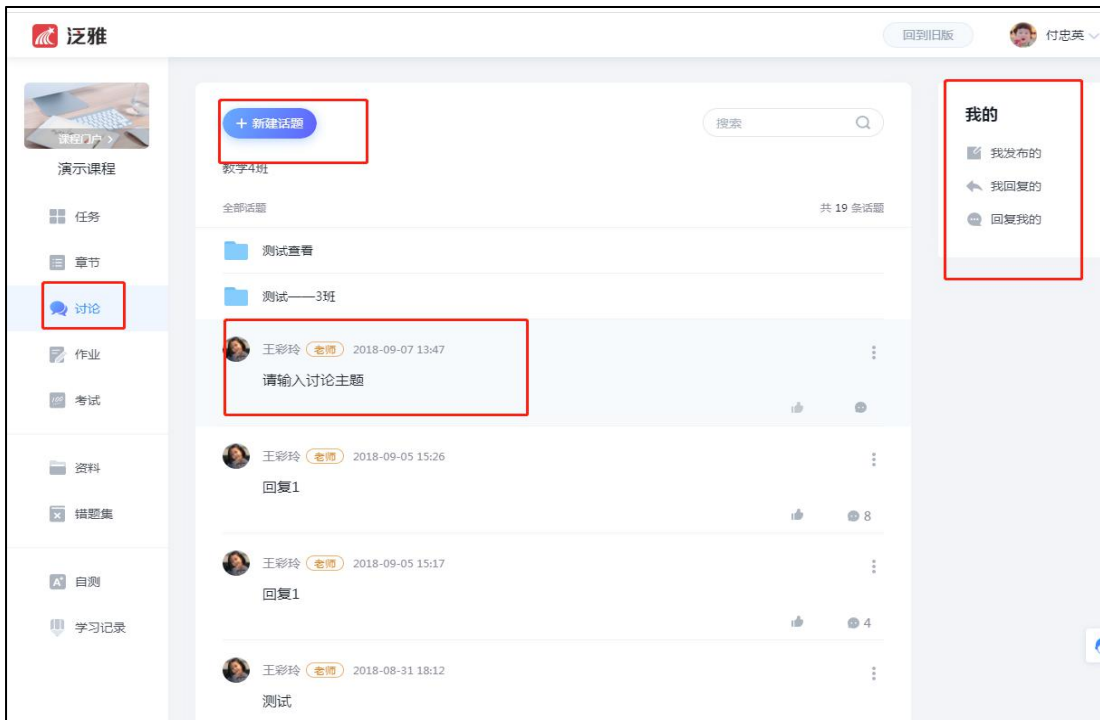 泛雅
回到旧版
付忠英
课程门户 >
演示课程
任务
章节
讨论
作业
考试
资料
错题集
自测
学习记录
+ 新建话题
搜索
教学4班
全部话题
共 19 条话题
测试查看
测试——3班
王彩玲 老师 2018-09-07 13:47
请输入讨论主题
王彩玲 老师 2018-09-05 15:26
回复1
8
王彩玲 老师 2018-09-05 15:17
回复1
4
王彩玲 老师 2018-08-31 18:12
测试
我的
我发布的
我回复的
回复我的